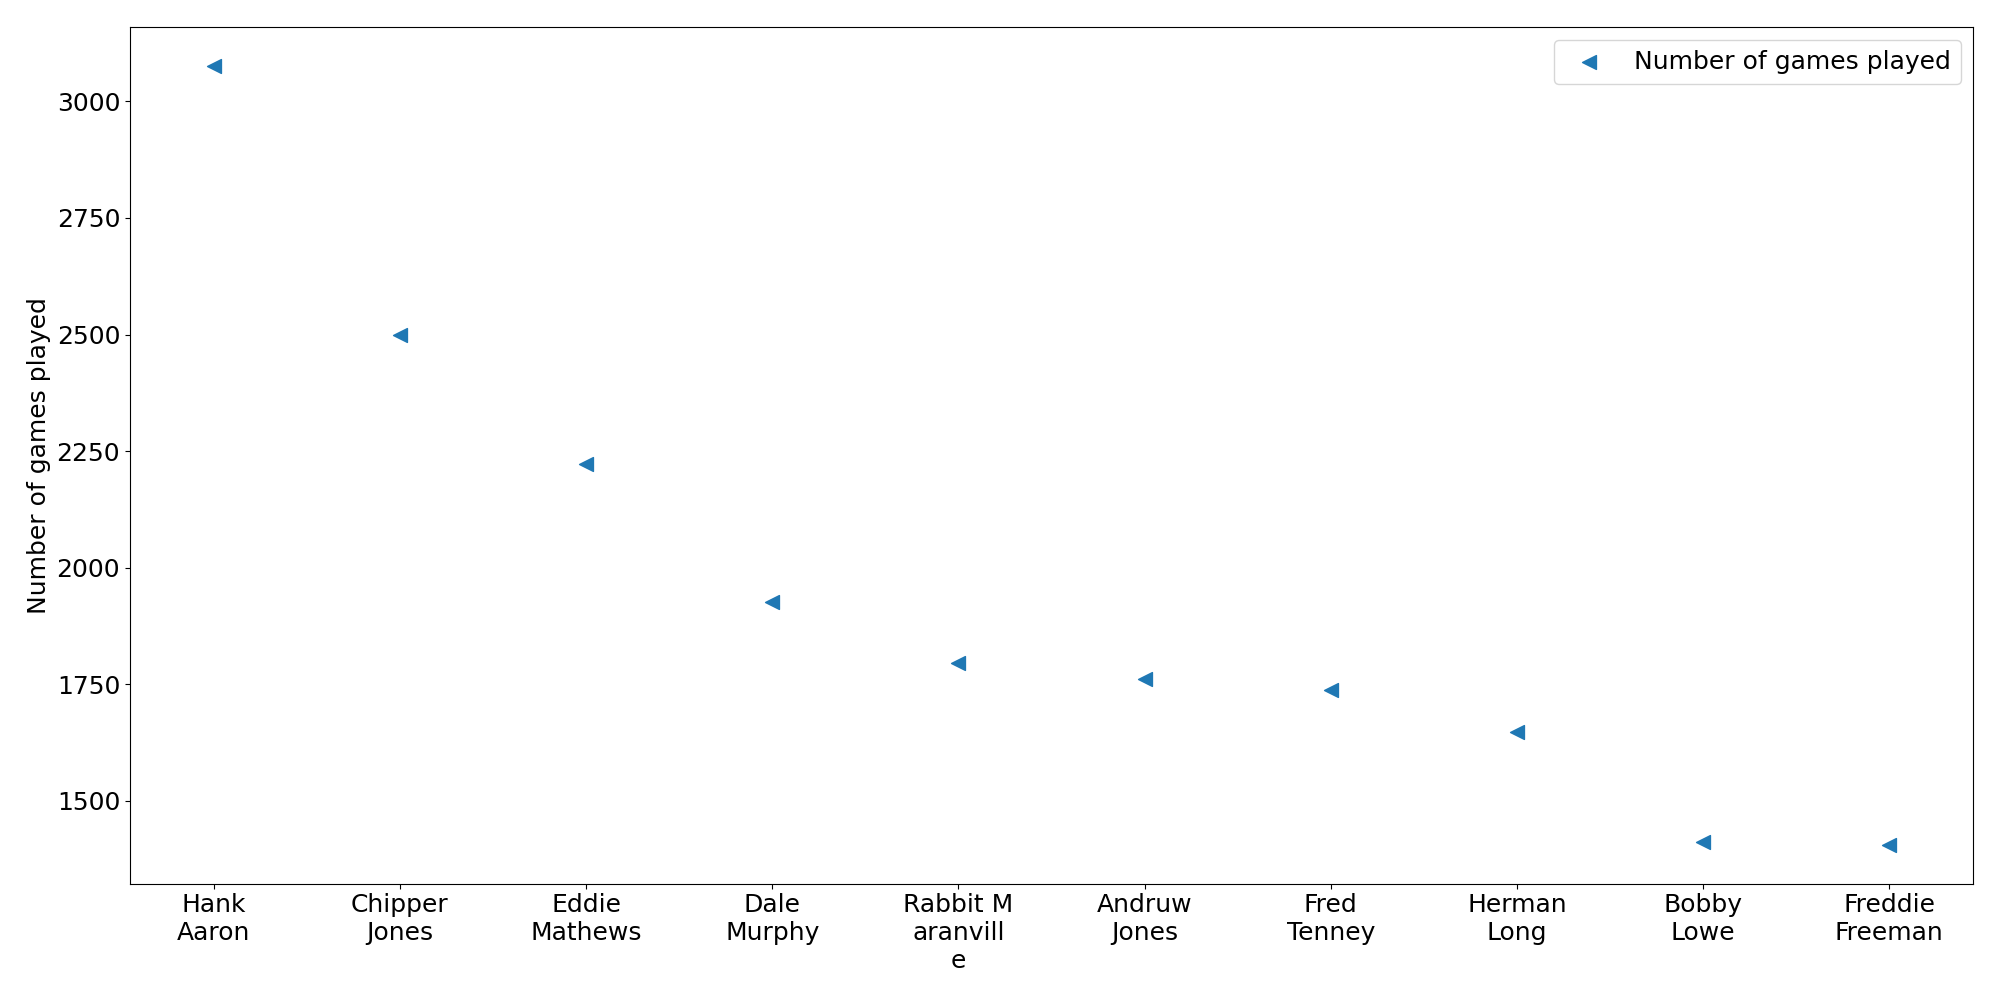 Number of games played
3000
2750
2500
2250
2000
1750
1500
Number of games played
Hank
Aaron
Chipper
Jones
Eddie
Mathews
Dale
Murphy
Rabbit M
aranvill
e
Andruw
Jones
Fred
Tenney
Herman
Long
Bobby
Lowe
Freddie
Freeman